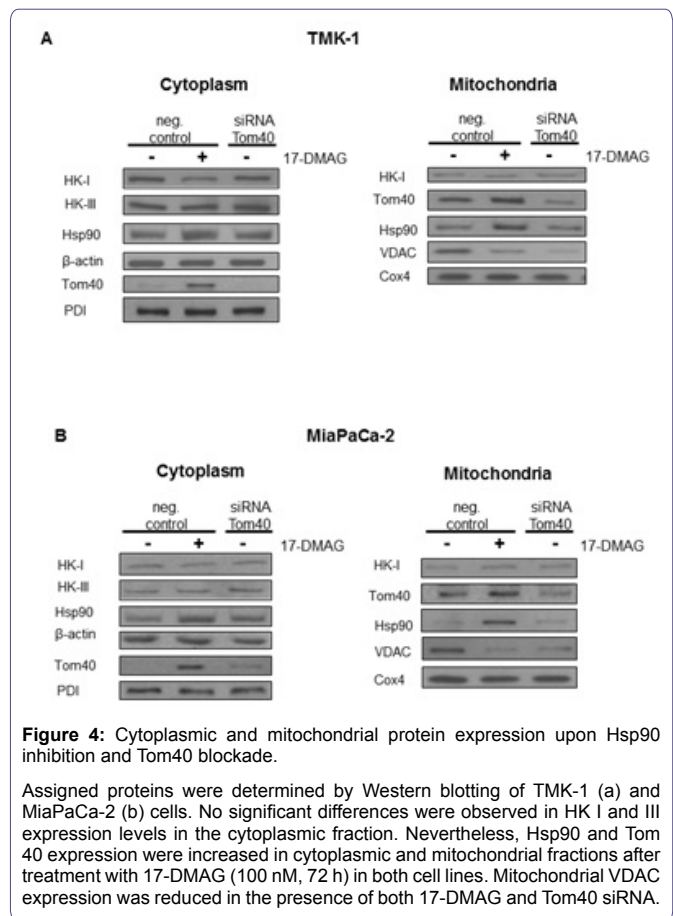 A
TMK-1
Cytoplasm
neg. control
siRNA Tom40
- + - 17-DMAG
HK-I
HK-III
Hsp90
β-actin
Tom40
PDI
Mitochondria
neg. control
siRNA Tom40
- + - 17-DMAG
HK-I
Tom40
Hsp90
VDAC
Cox4
B
MiaPaCa-2
Cytoplasm
neg. control
siRNA Tom40
- + - 17-DMAG
HK-I
HK-III
Hsp90
β-actin
Tom40
PDI
Mitochondria
neg. control
siRNA Tom40
- + - 17-DMAG
HK-I
Tom40
Hsp90
VDAC
Cox4
Figure 4: Cytoplasmic and mitochondrial protein expression upon Hsp90
inhibition and Tom40 blockade.
Assigned proteins were determined by Western blotting of TMK-1 (a) and
MiaPaCa-2 (b) cells. No significant differences were observed in HK I and III
expression levels in the cytoplasmic fraction. Nevertheless, Hsp90 and Tom
40 expression were increased in cytoplasmic and mitochondrial fractions after
treatment with 17-DMAG (100 nM, 72 h) in both cell lines. Mitochondrial VDAC
expression was reduced in the presence of both 17-DMAG and Tom40 siRNA.